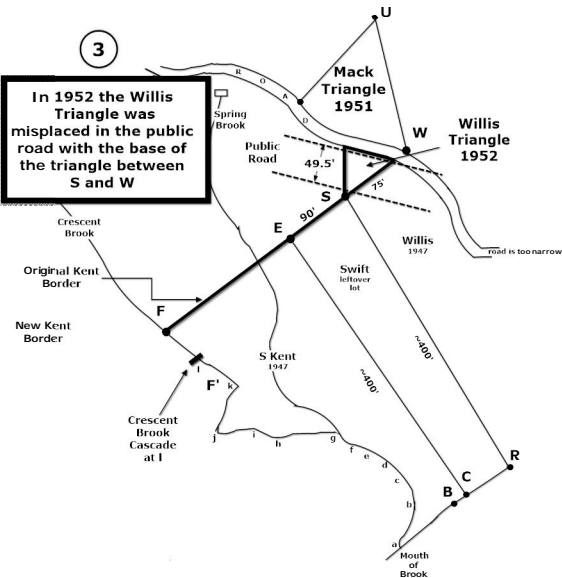 U
3
R
O
A
D
Mack
Triangle
1951
In 1952 the Willis
Triangle was
misplaced in the public
road with the base of
the triangle between
S and W
Spring
Brook
W
Willis
Triangle
1952
Public
Road
49.5'
75'
S
90'
E
Crescent
Brook
Willis
1947
road is too narrow
Original Kent
Border
Swift
leftover
lot
F
New Kent
Border
S Kent
1947
~400'
~400'
l
F'
k
Crescent
Brook
Cascade
at l
j
i
h
g
f
e
d
c
b
a
R
C
B
Mouth
of
Brook